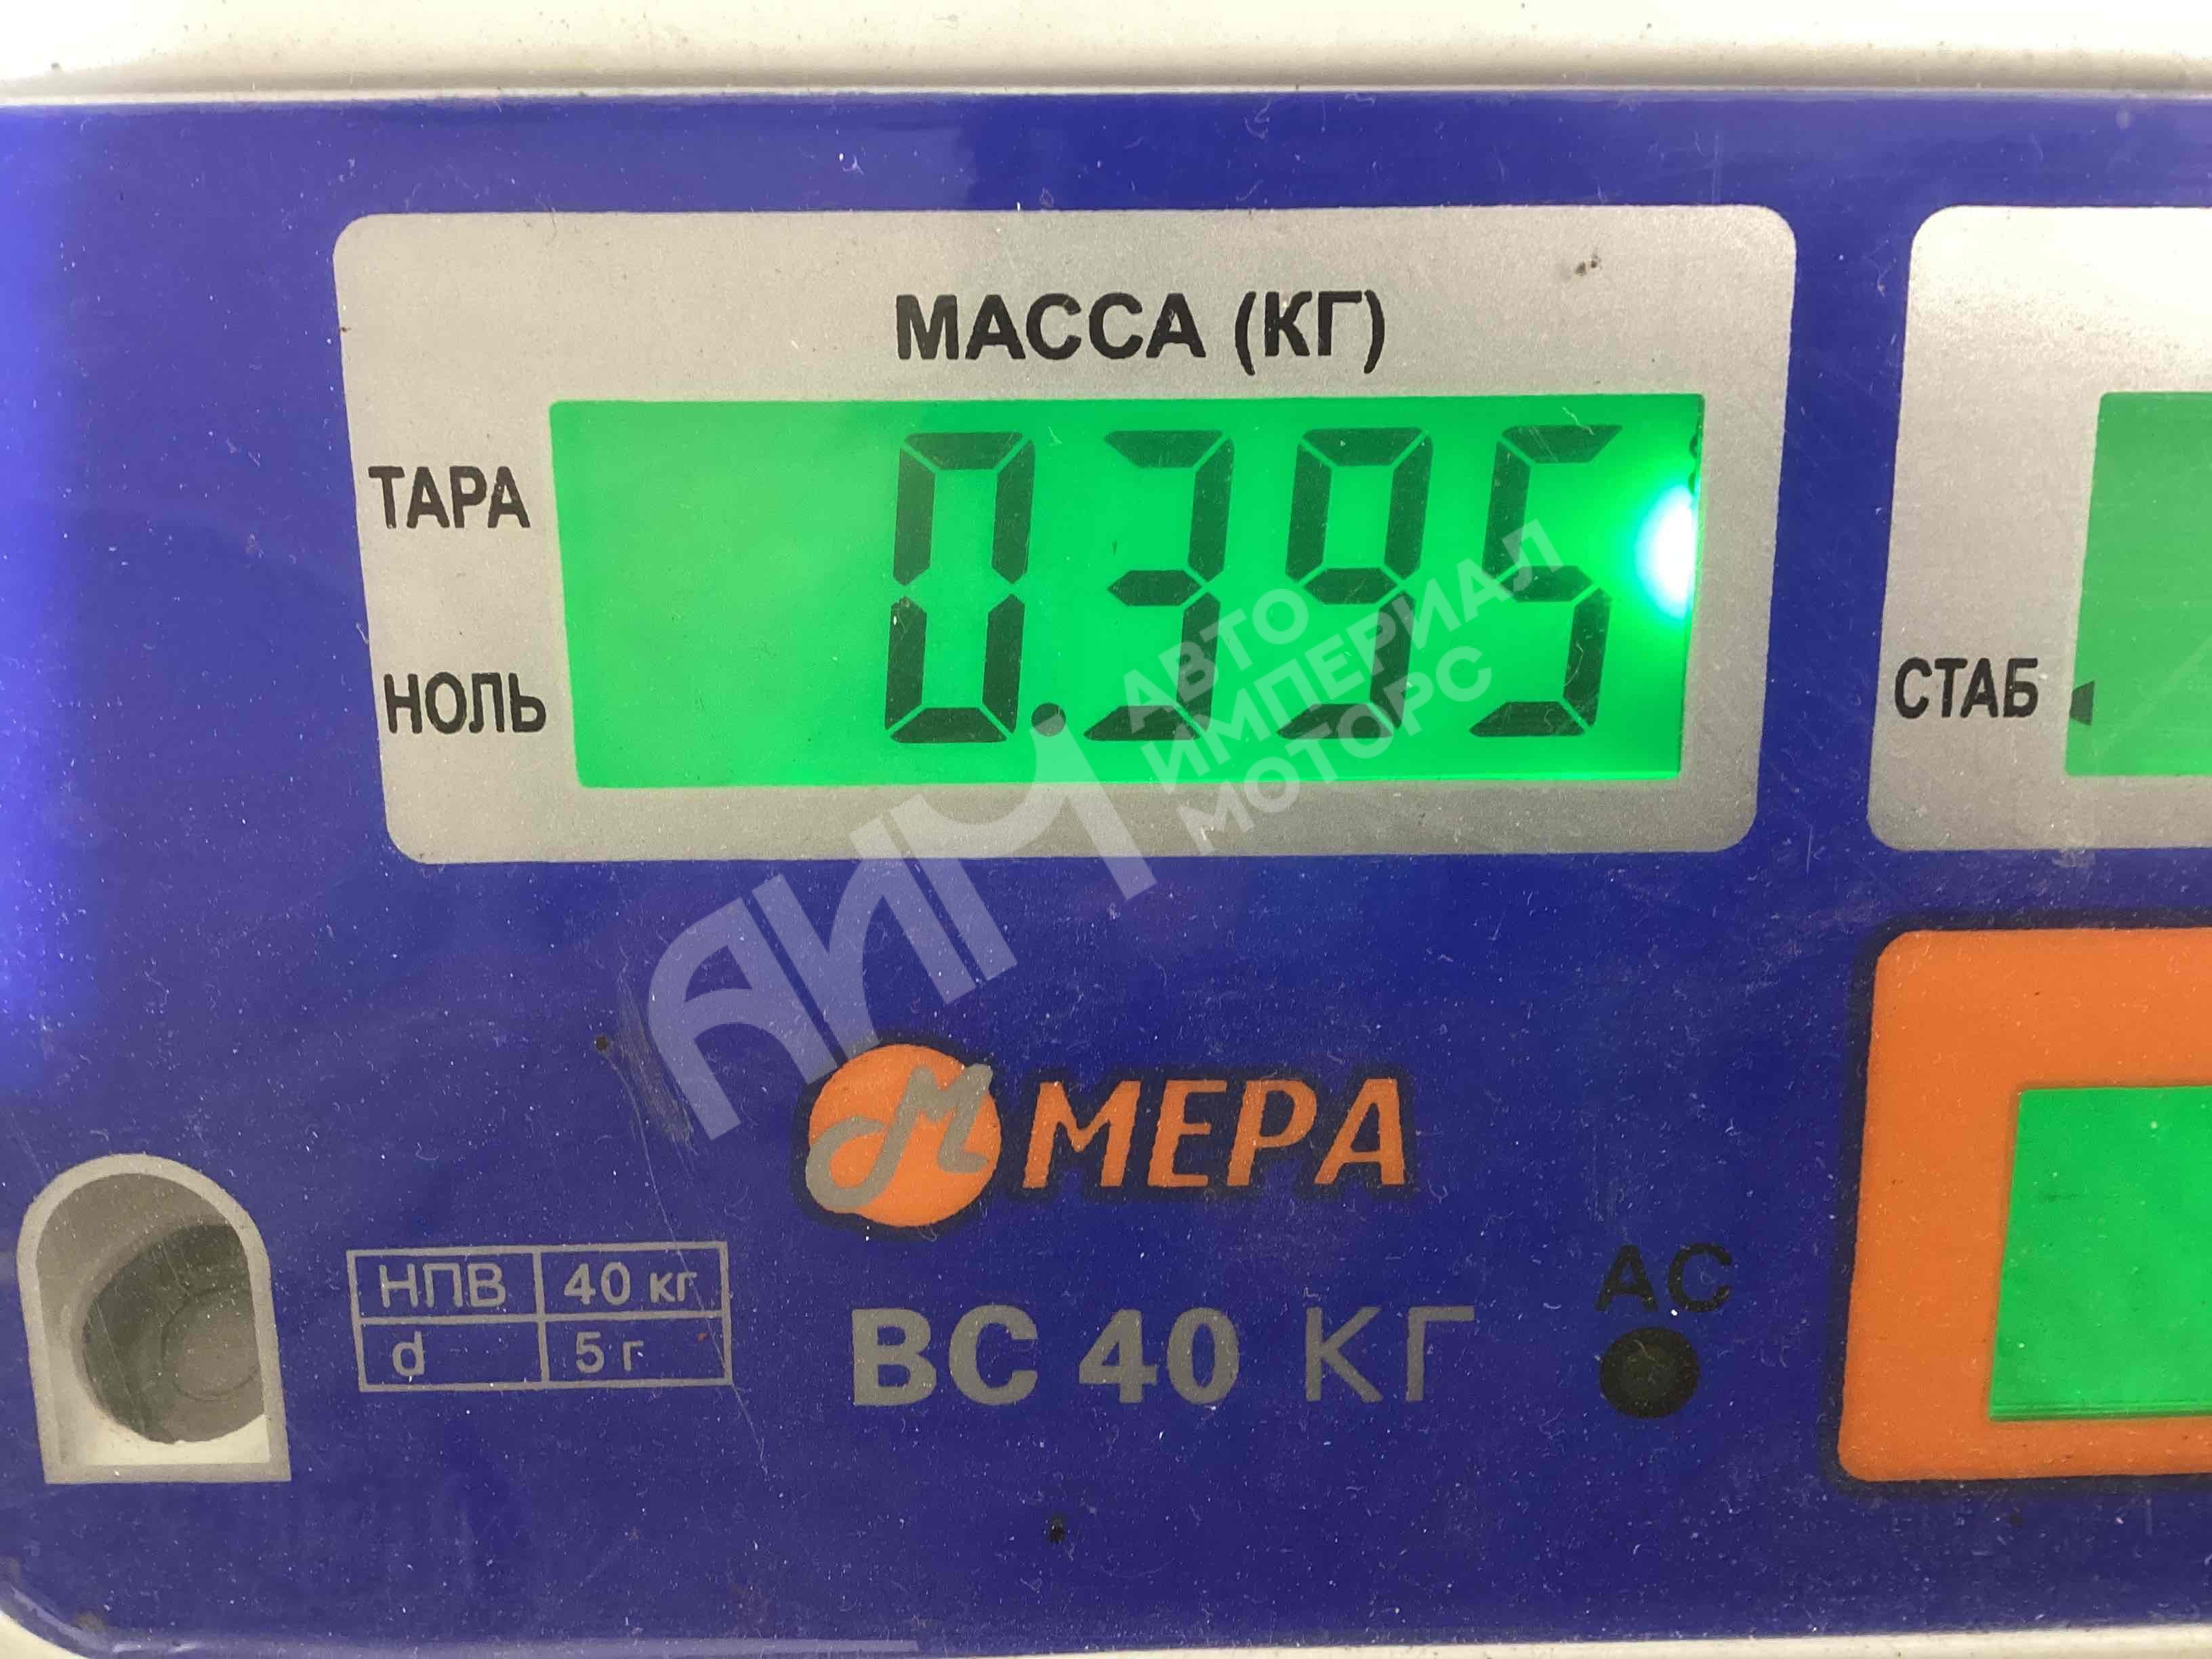 МАССА (КГ)
ТАРА
0.395
НОЛЬ
СТАБ
АВТО
ИМПЕРИАЛ
МОТОРС
АИМ
МЕРА
НПВ 40 кг
d 5 г
ВС 40 КГ
АС